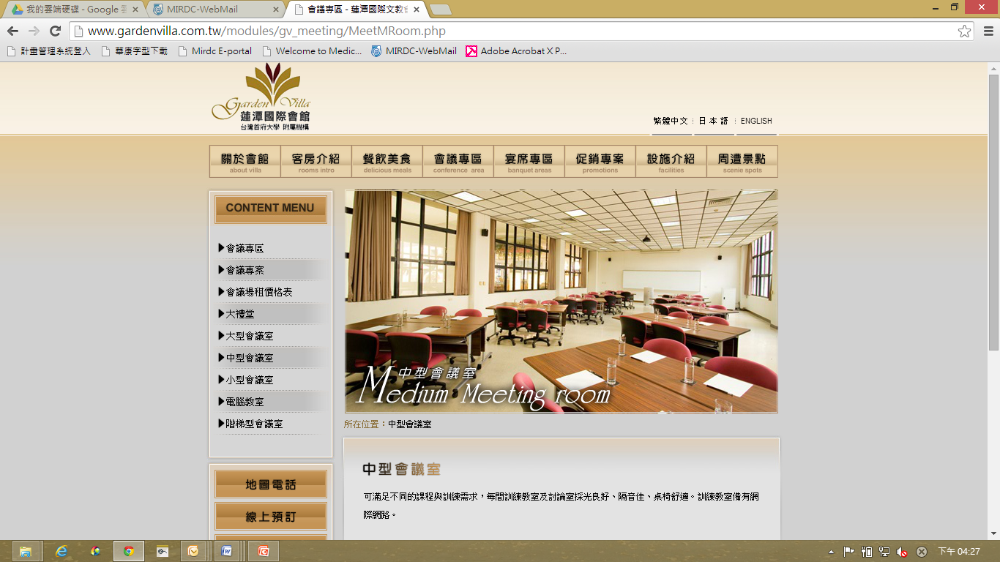 我的雲端硬碟 - Google 雲
MIRDC-WebMail
會議專區 - 蓮潭國際文教會
www.gardenvilla.com.tw/modules/gv_meeting/MeetMRoom.php
計畫管理系統登入 華康字型下載 Mirdc E-portal Welcome to Medic... MIRDC-WebMail Adobe Acrobat X P...
Garden Villa
蓮潭國際會館
台灣首府大學 附屬機構
繁體中文 日本語 ENGLISH
關於會館 客房介紹 餐飲美食 會議專區 宴席專區 促銷專案 設施介紹 周遭景點
about villa rooms intro delicious meals conference area banquet areas promotions facilities scenie spots
CONTENT MENU
會議專區
會議專案
會議場租價格表
大禮堂
大型會議室
中型會議室
小型會議室
電腦教室
階梯型會議室
地圖電話
線上預訂
中型會議室
Medium Meeting room
所在位置：中型會議室
中型會議室
可滿足不同的課程與訓練需求，每間訓練教室及討論室採光良好、隔音佳、桌椅舒適。訓練教室備有網
際網路。
下午 04:27